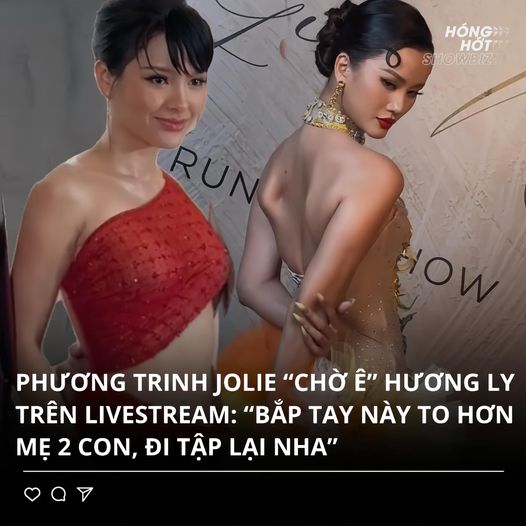 HÓNG
HỚT
SHOWBIZ
RUN
HOW
PHƯƠNG TRINH JOLIE “CHỜ Ê” HƯƠNG LY
TRÊN LIVESTREAM: “BẮP TAY NÀY TO HƠN
MẸ 2 CON, ĐI TẬP LẠI NHA”